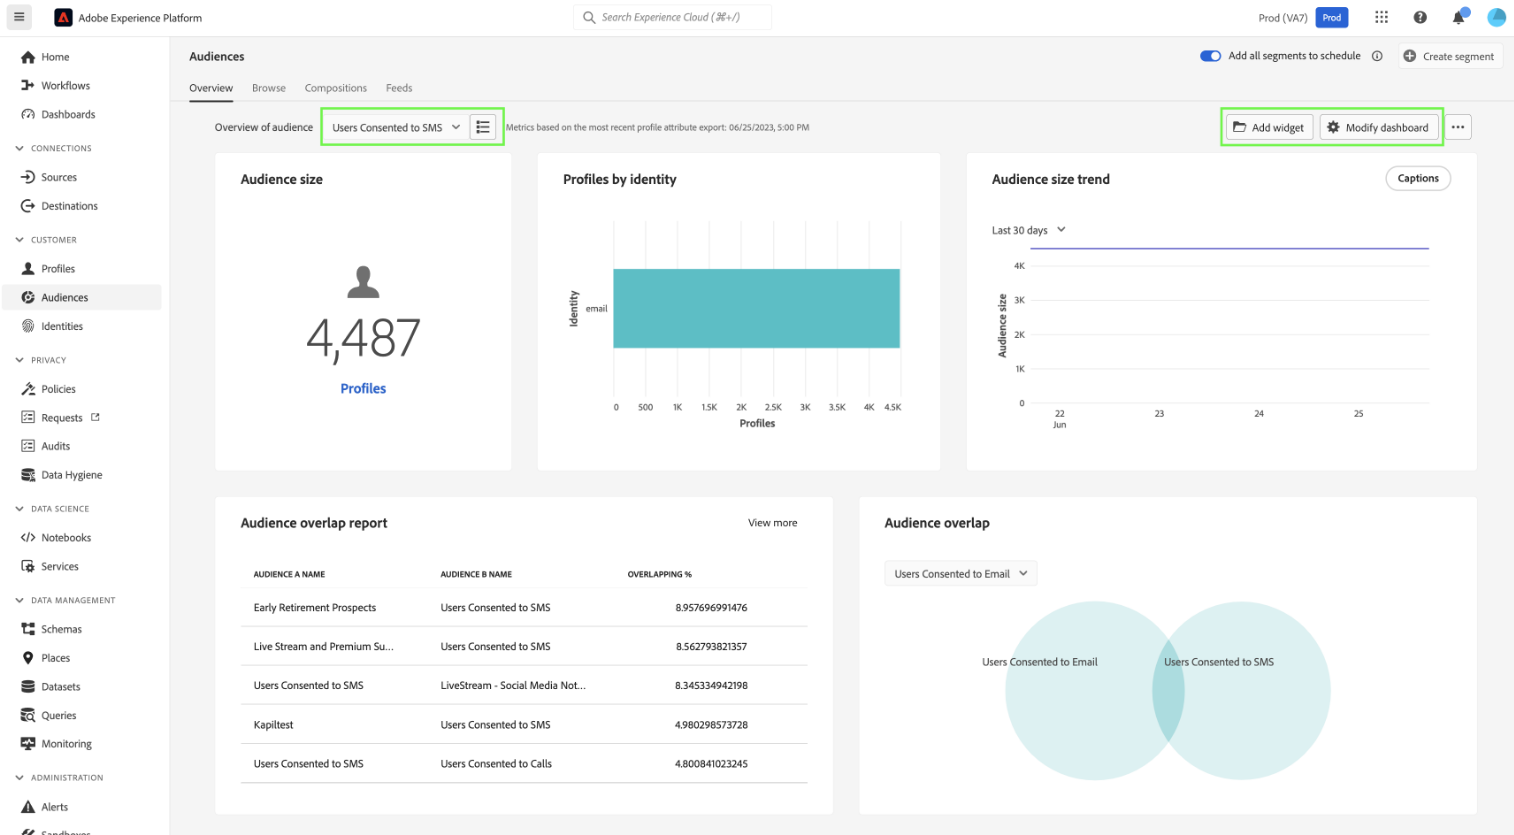 Adobe Experience Platform
Search Experience Cloud (⌘+/)
Prod (VA7)
Prod
Home
Workflows
Dashboards
CONNECTIONS
Sources
Destinations
CUSTOMER
Profiles
Audiences
Identities
PRIVACY
Policies
Requests
Audits
Data Hygiene
DATA SCIENCE
Notebooks
Services
DATA MANAGEMENT
Schemas
Places
Datasets
Queries
Monitoring
ADMINISTRATION
Alerts
Sandboxes
Audiences
Add all segments to schedule
Create segment
Overview Browse Compositions Feeds
Overview of audience Users Consented to SMS Metrics based on the most recent profile attribute export: 06/25/2023, 5:00 PM
Add widget Modify dashboard
Audience size
4,487
Profiles
Profiles by identity
Identity
email
0 500 1K 1.5K 2K 2.5K 3K 3.5K 4K 4.5K
Profiles
Audience size trend
Captions
Last 30 days
Audience size
4K
3K
2K
1K
0
22 23 24 25
Jun
Audience overlap report
View more
AUDIENCE A NAME AUDIENCE B NAME OVERLAPPING %
Early Retirement Prospects Users Consented to SMS 8.957696991476
Live Stream and Premium Su... Users Consented to SMS 8.562793821357
Users Consented to SMS LiveStream - Social Media Not... 8.345334942198
Kapiltest Users Consented to SMS 4.980298573728
Users Consented to SMS Users Consented to Calls 4.800841023245
Audience overlap
Users Consented to Email
Users Consented to Email Users Consented to SMS